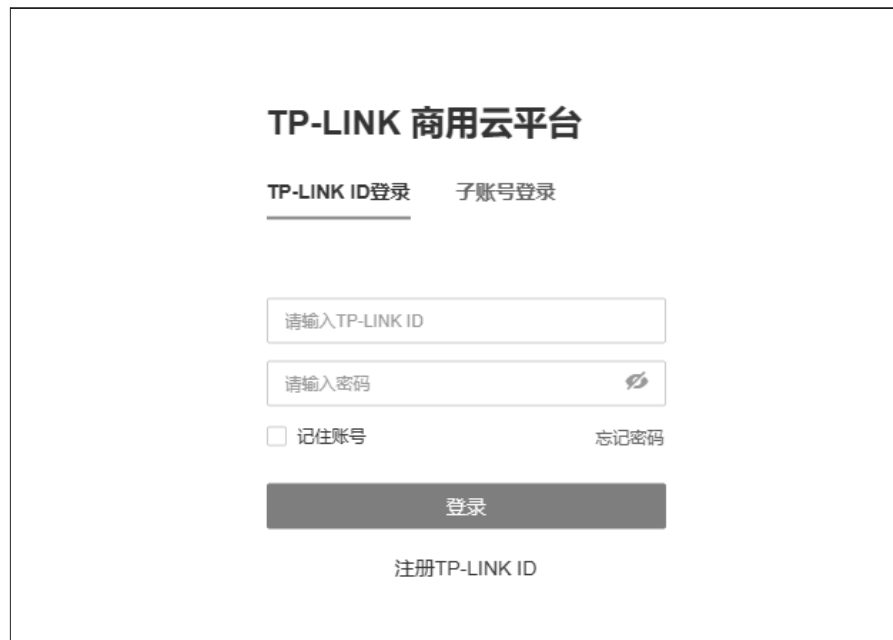 TP-LINK 商用云平台
TP-LINK ID登录 子账号登录
请输入TP-LINK ID
请输入密码
记住账号 忘记密码
登录
注册TP-LINK ID